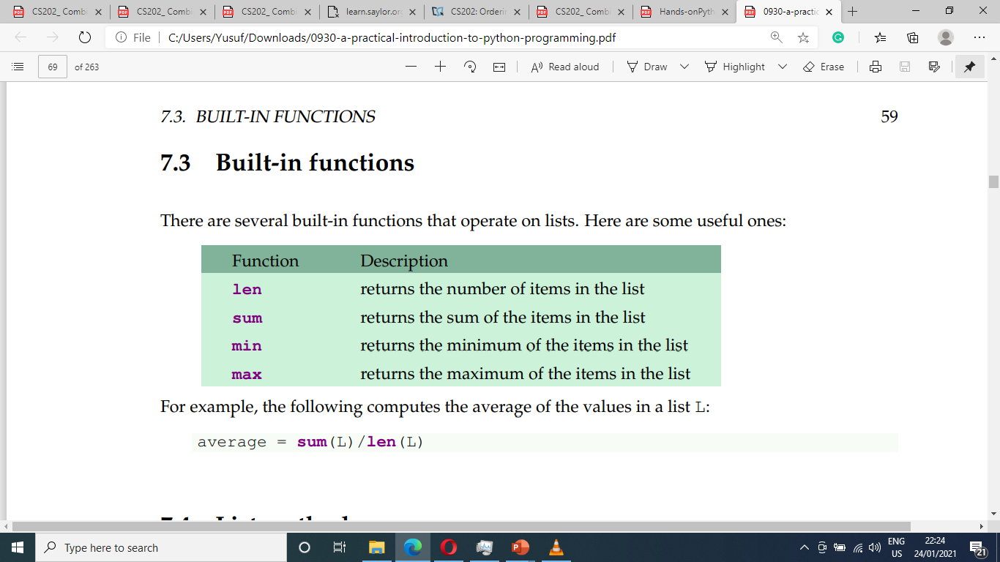 CS202_ Combi
CS202_ Combi
CS202_ Combi
learn.saylor.or
CS202: Orderi
CS202_ Combi
Hands-onPyth
0930-a-practic
File
C:/Users/Yusuf/Downloads/0930-a-practical-introduction-to-python-programming.pdf
69 of 263
Read aloud
Draw
Highlight
Erase
7.3. BUILT-IN FUNCTIONS 59
7.3 Built-in functions
There are several built-in functions that operate on lists. Here are some useful ones:
Function Description
len returns the number of items in the list
sum returns the sum of the items in the list
min returns the minimum of the items in the list
max returns the maximum of the items in the list
For example, the following computes the average of the values in a list L:
average = sum(L)/len(L)
Type here to search
ENG 22:24
US 24/01/2021
21